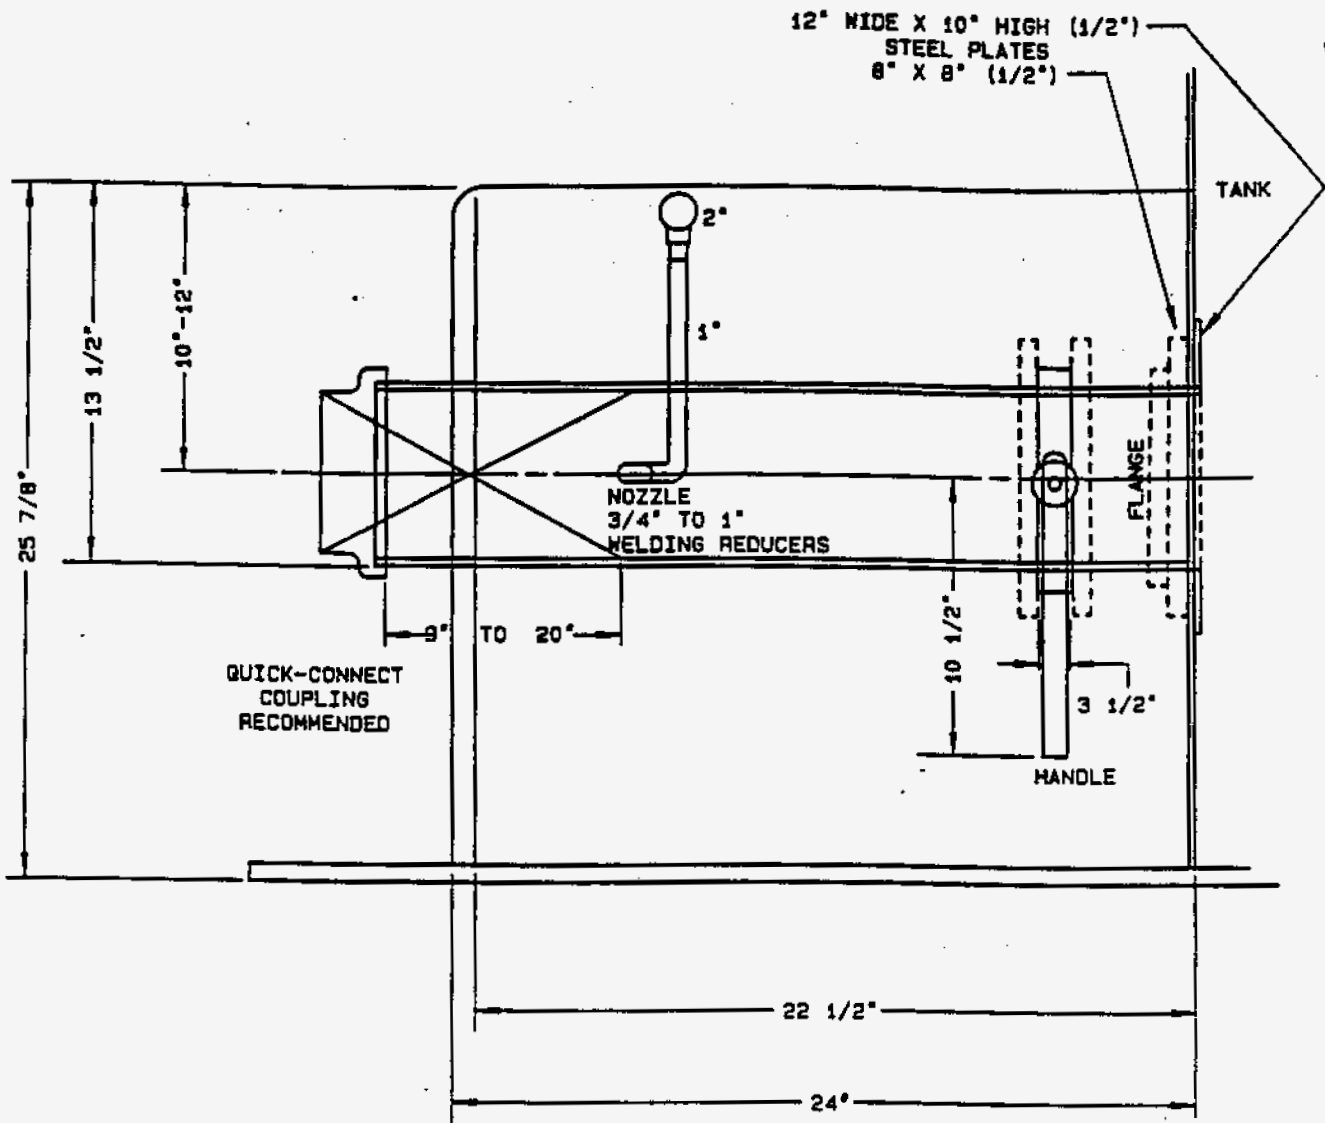 12" WIDE X 10" HIGH (1/2")
STEEL PLATES
8" X 8" (1/2")
TANK
2"
10"-12"
1"
13 1/2"
FLANGE
25 7/8"
NOZZLE
3/4" TO 1"
WELDING REDUCERS
9" TO 20"
10 1/2"
QUICK-CONNECT
COUPLING
RECOMMENDED
3 1/2"
HANDLE
22 1/2"
24"